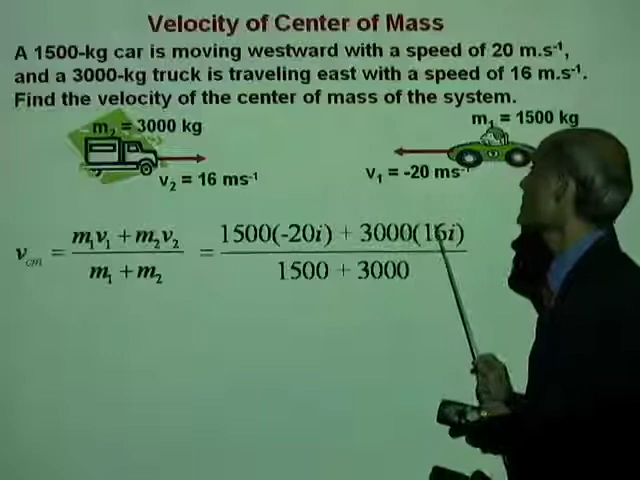 Velocity of Center of Mass
A 1500-kg car is moving westward with a speed of 20 m.s⁻¹,
and a 3000-kg truck is traveling east with a speed of 16 m.s⁻¹.
Find the velocity of the center of mass of the system.
m₂ = 3000 kg
m₁ = 1500 kg
v₂ = 16 ms⁻¹
v₁ = -20 ms⁻¹
v_cm = (m₁v₁ + m₂v₂) / (m₁ + m₂) = (1500(-20i) + 3000(16i)) / (1500 + 3000)